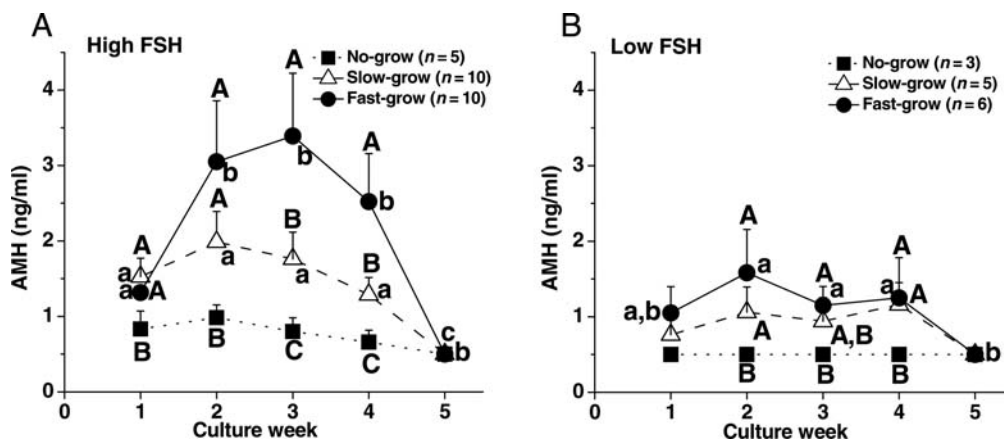 A
High FSH
No-grow (n = 5)
Slow-grow (n = 10)
Fast-grow (n = 10)
AMH (ng/ml)
4
3
2
1
0
A
A
A
A
b
b
b
A
B
B
a
a
a
a
a
A
B
B
C
C
c
b
0
1
2
3
4
5
Culture week
B
Low FSH
No-grow (n = 3)
Slow-grow (n = 5)
Fast-grow (n = 6)
AMH (ng/ml)
4
3
2
1
0
A
a
A
a
A
a
a,b
A
A
A,B
B
B
B
b
0
1
2
3
4
5
Culture week